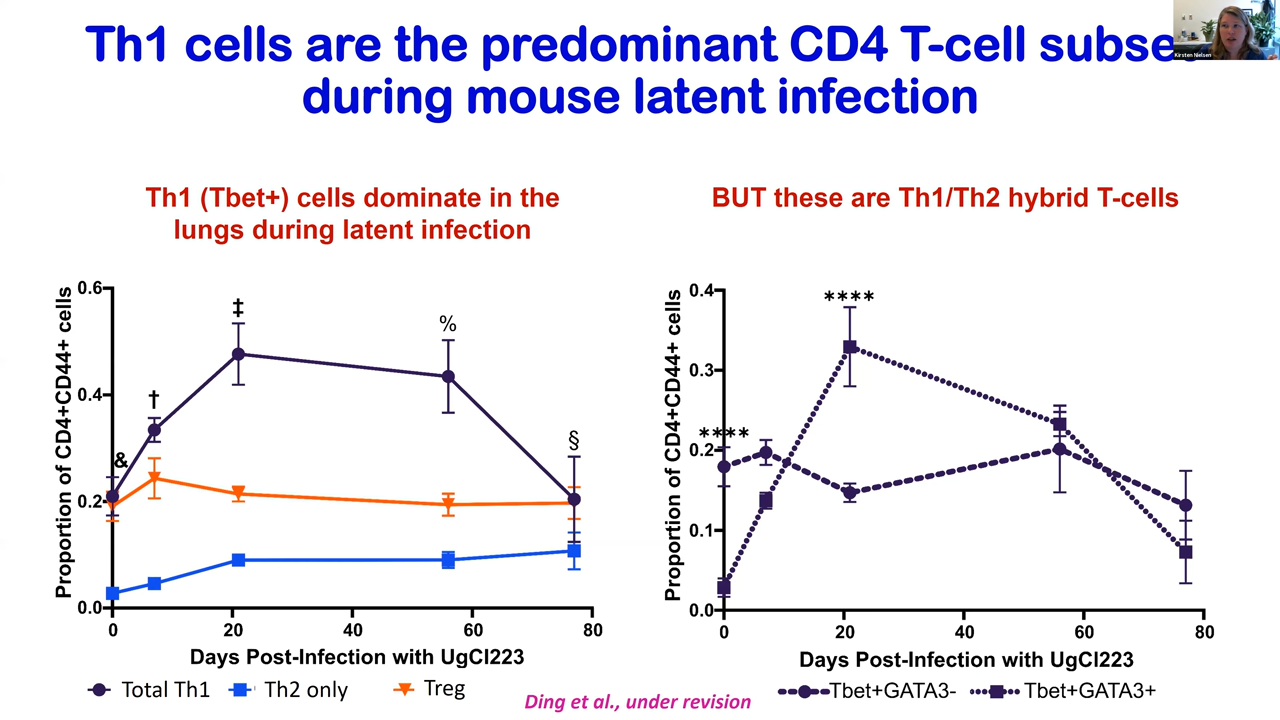 Th1 cells are the predominant CD4 T-cell subse
during mouse latent infection
Kirsten Nielsen
Th1 (Tbet+) cells dominate in the
lungs during latent infection
Proportion of CD4+CD44+ cells
0.6
0.4
0.2
0.0
&
†
‡
%
§
0 20 40 60 80
Days Post-Infection with UgCl223
Total Th1 Th2 only Treg
BUT these are Th1/Th2 hybrid T-cells
Proportion of CD4+CD44+ cells
0.4
0.3
0.2
0.1
0.0
****
****
0 20 40 60 80
Days Post-Infection with UgCl223
Tbet+GATA3- Tbet+GATA3+
Ding et al., under revision